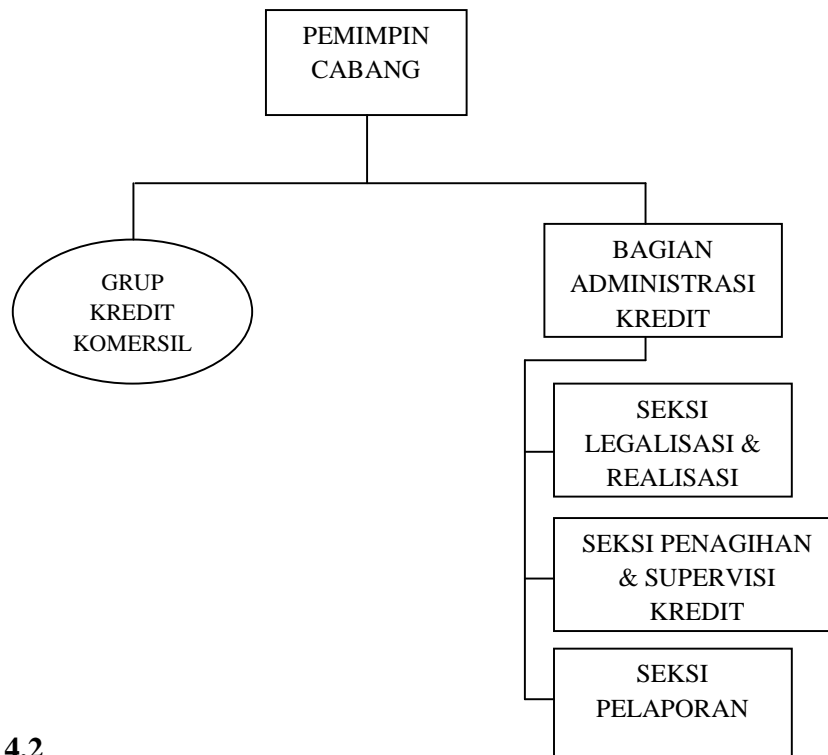 PEMIMPIN
CABANG
GRUP
KREDIT
KOMERSIL
BAGIAN
ADMINISTRASI
KREDIT
SEKSI
LEGALISASI &
REALISASI
SEKSI PENAGIHAN
& SUPERVISI
KREDIT
SEKSI
PELAPORAN
4.2